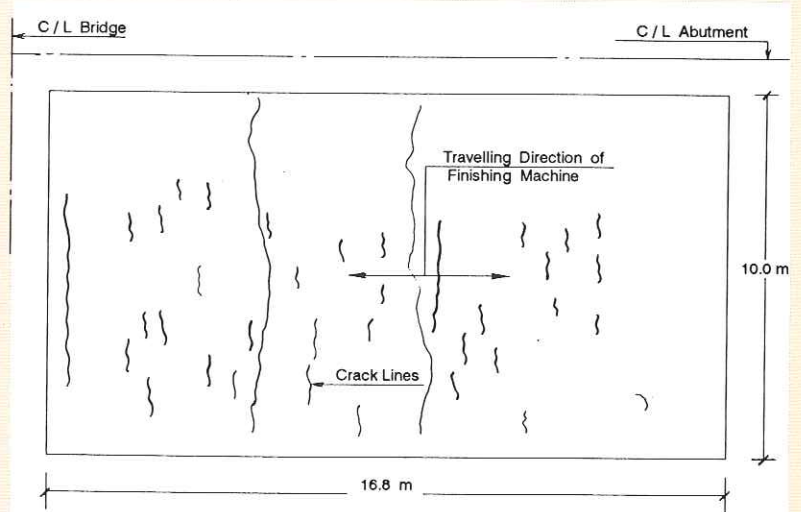 C / L Bridge
C / L Abutment
Travelling Direction of
Finishing Machine
10.0 m
Crack Lines
16.8 m